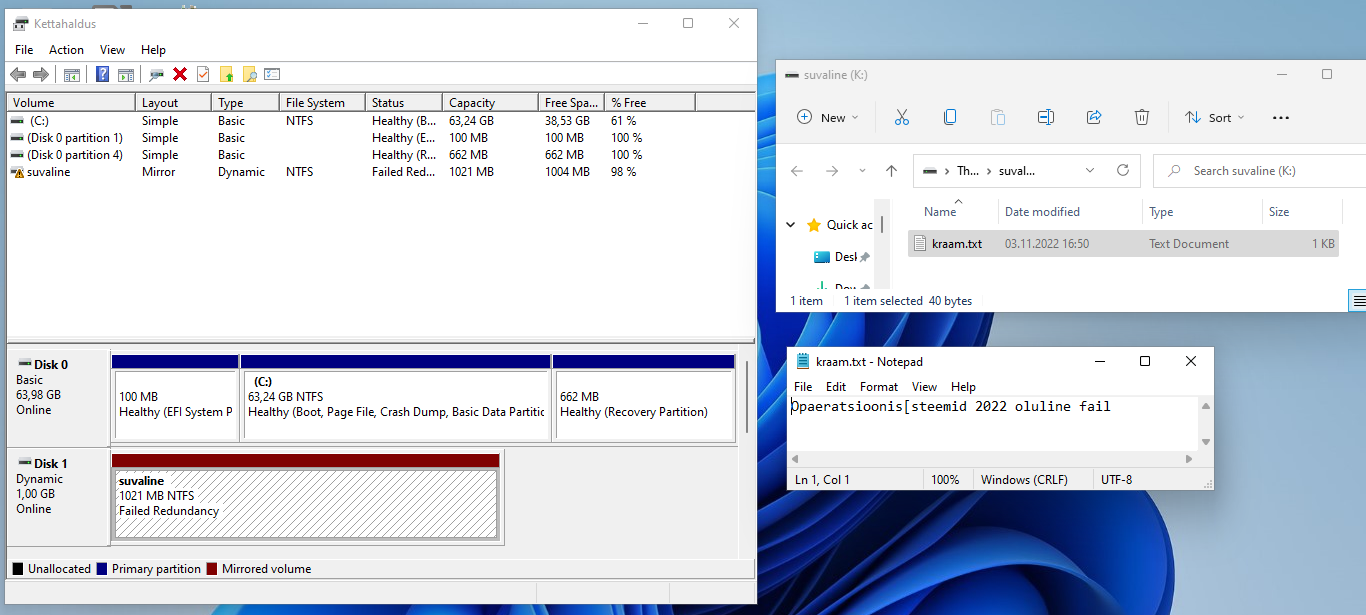 Kettahaldus
File Action View Help
Volume Layout Type File System Status Capacity Free Spa... % Free
(C:) Simple Basic NTFS Healthy (B... 63,24 GB 38,53 GB 61 %
(Disk 0 partition 1) Simple Basic Healthy (E... 100 MB 100 MB 100 %
(Disk 0 partition 4) Simple Basic Healthy (R... 662 MB 662 MB 100 %
suvaline Mirror Dynamic NTFS Failed Red... 1021 MB 1004 MB 98 %
Disk 0
Basic
63,98 GB
Online
100 MB
Healthy (EFI System P
(C:)
63,24 GB NTFS
Healthy (Boot, Page File, Crash Dump, Basic Data Partitic
662 MB
Healthy (Recovery Partition)
Disk 1
Dynamic
1,00 GB
Online
suvaline
1021 MB NTFS
Failed Redundancy
Unallocated Primary partition Mirrored volume
suvaline (K:)
New Sort
Th... suval... Search suvaline (K:)
Name Date modified Type Size
Quick ac
kraam.txt 03.11.2022 16:50 Text Document 1 KB
Desk
1 item 1 item selected 40 bytes
kraam.txt - Notepad
File Edit Format View Help
Opaeratsioonis[steemid 2022 oluline fail
Ln 1, Col 1 100% Windows (CRLF) UTF-8